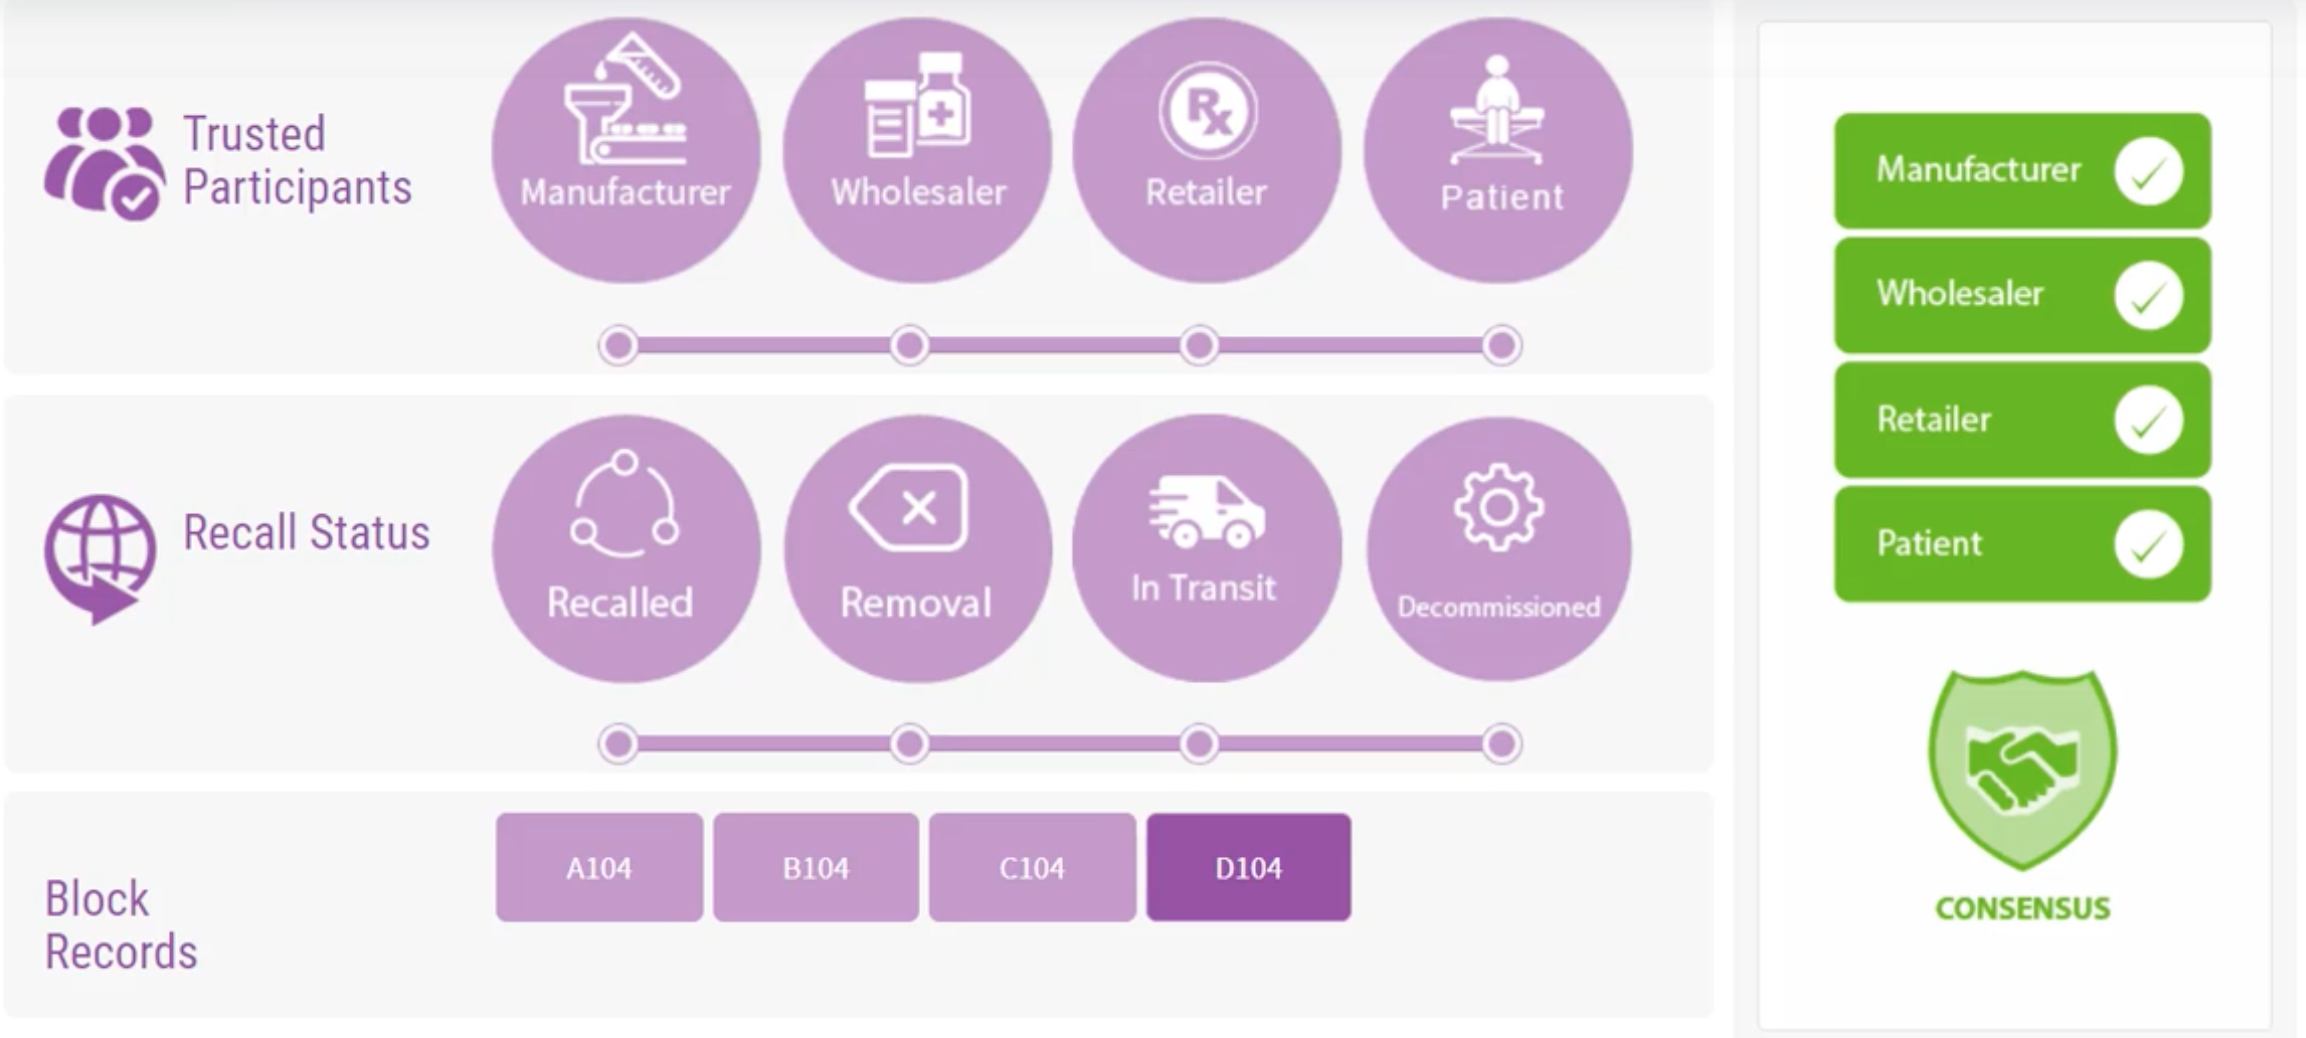 Trusted
Participants
Manufacturer
Wholesaler
Rx
Retailer
Patient
Recall Status
Recalled
Removal
In Transit
Decommissioned
Block
Records
A104
B104
C104
D104
Manufacturer
Wholesaler
Retailer
Patient
CONSENSUS